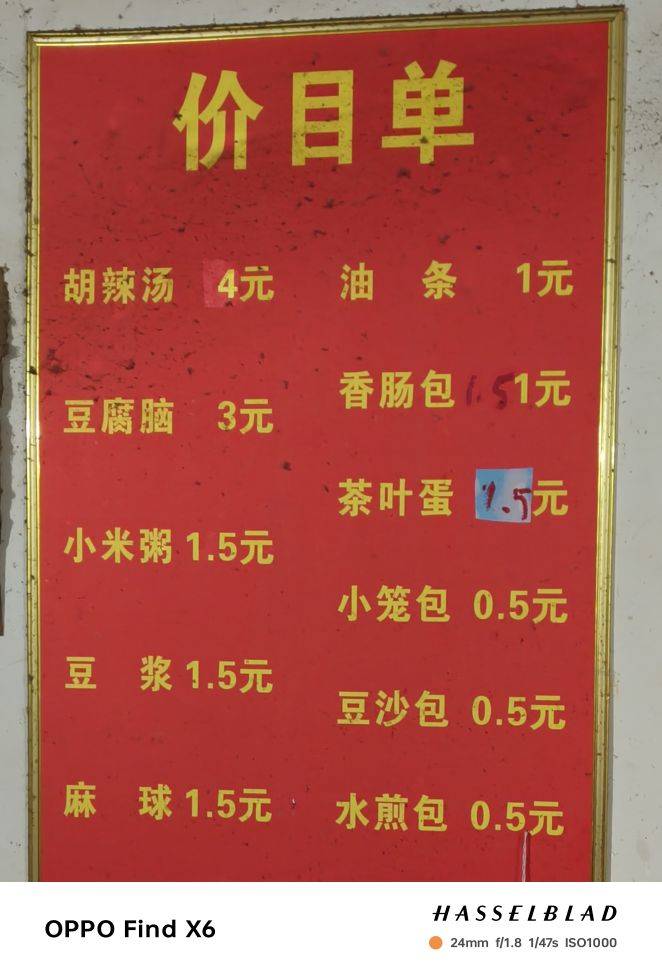 价目单
胡辣汤 4元
豆腐脑 3元
小米粥 1.5元
豆浆 1.5元
麻球 1.5元
油条 1元
香肠包 1.5 1元
茶叶蛋 1.5元
小笼包 0.5元
豆沙包 0.5元
水煎包 0.5元
OPPO Find X6
HASSELBLAD
24mm f/1.8 1/47s ISO1000